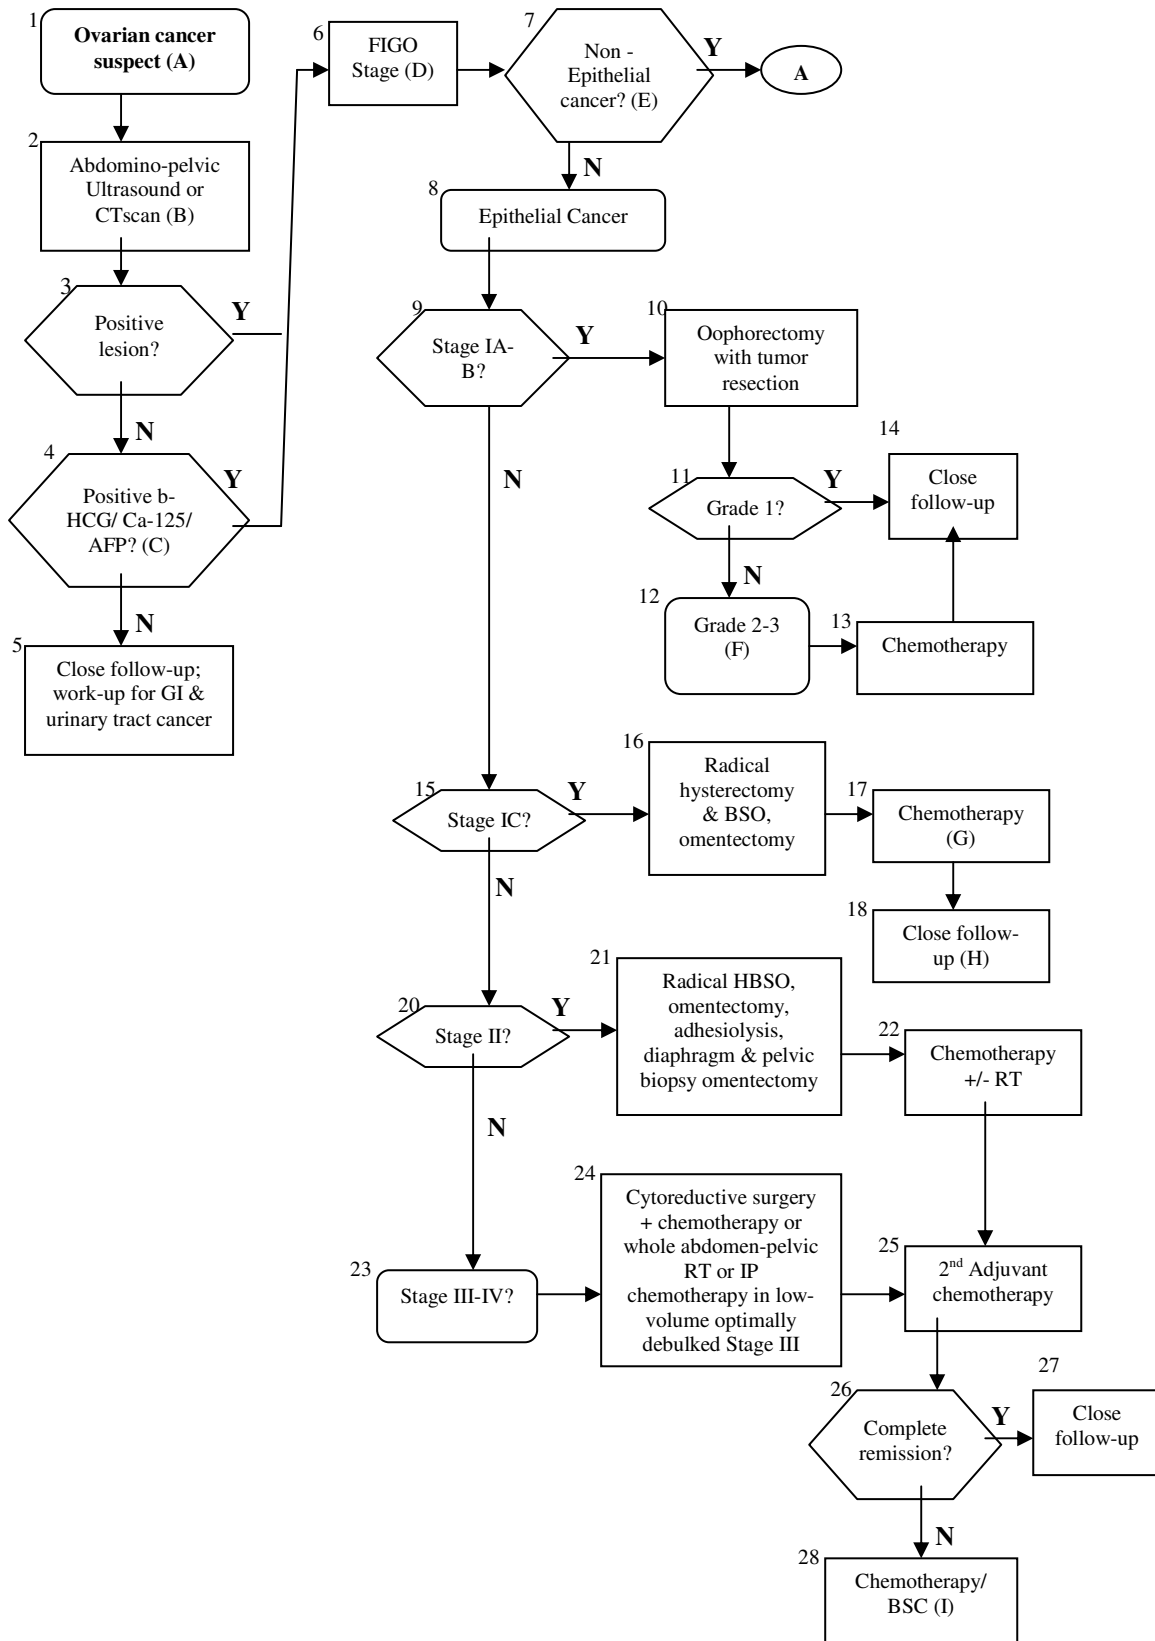 1
Ovarian cancer
suspect (A)
2
Abdomino-pelvic
Ultrasound or
CTscan (B)
3
Positive
lesion?
Y
N
4
Positive b-
HCG/ Ca-125/
AFP? (C)
Y
N
5
Close follow-up;
work-up for GI &
urinary tract cancer
6
FIGO
Stage (D)
7
Non -
Epithelial
cancer? (E)
Y
A
N
8
Epithelial Cancer
9
Stage IA-
B?
Y
N
10
Oophorectomy
with tumor
resection
11
Grade 1?
Y
N
14
Close
follow-up
12
Grade 2-3
(F)
13
Chemotherapy
15
Stage IC?
Y
N
16
Radical
hysterectomy
& BSO,
omentectomy
17
Chemotherapy
(G)
18
Close follow-
up (H)
20
Stage II?
Y
N
21
Radical HBSO,
omentectomy,
adhesiolysis,
diaphragm & pelvic
biopsy omentectomy
22
Chemotherapy
+/- RT
23
Stage III-IV?
24
Cytoreductive surgery
+ chemotherapy or
whole abdomen-pelvic
RT or IP
chemotherapy in low-
volume optimally
debulked Stage III
25
2nd Adjuvant
chemotherapy
26
Complete
remission?
Y
N
27
Close
follow-up
28
Chemotherapy/
BSC (I)